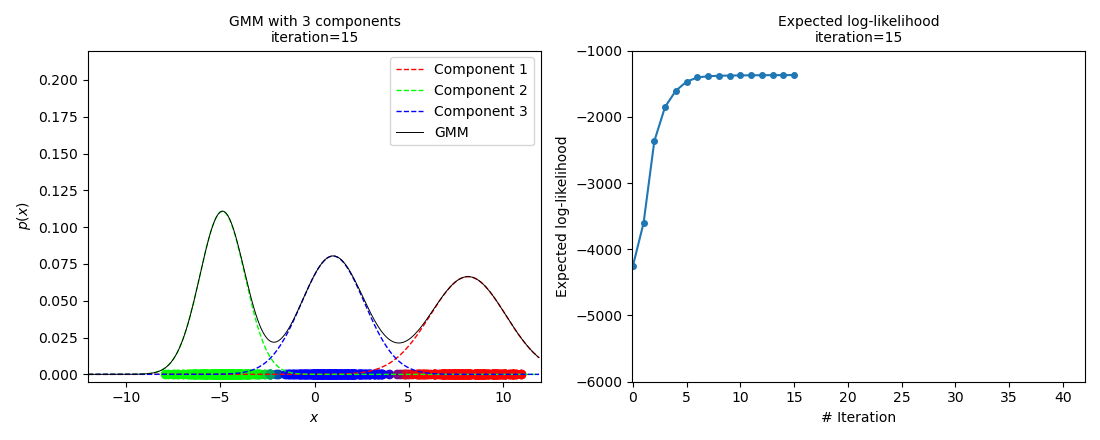 GMM with 3 components
iteration=15
Component 1
Component 2
Component 3
GMM
0.200
0.175
0.150
0.125
0.100
0.075
0.050
0.025
0.000
p(x)
−10 −5 0 5 10
x
Expected log-likelihood
iteration=15
−1000
−2000
−3000
−4000
−5000
−6000
Expected log-likelihood
0 5 10 15 20 25 30 35 40
# Iteration